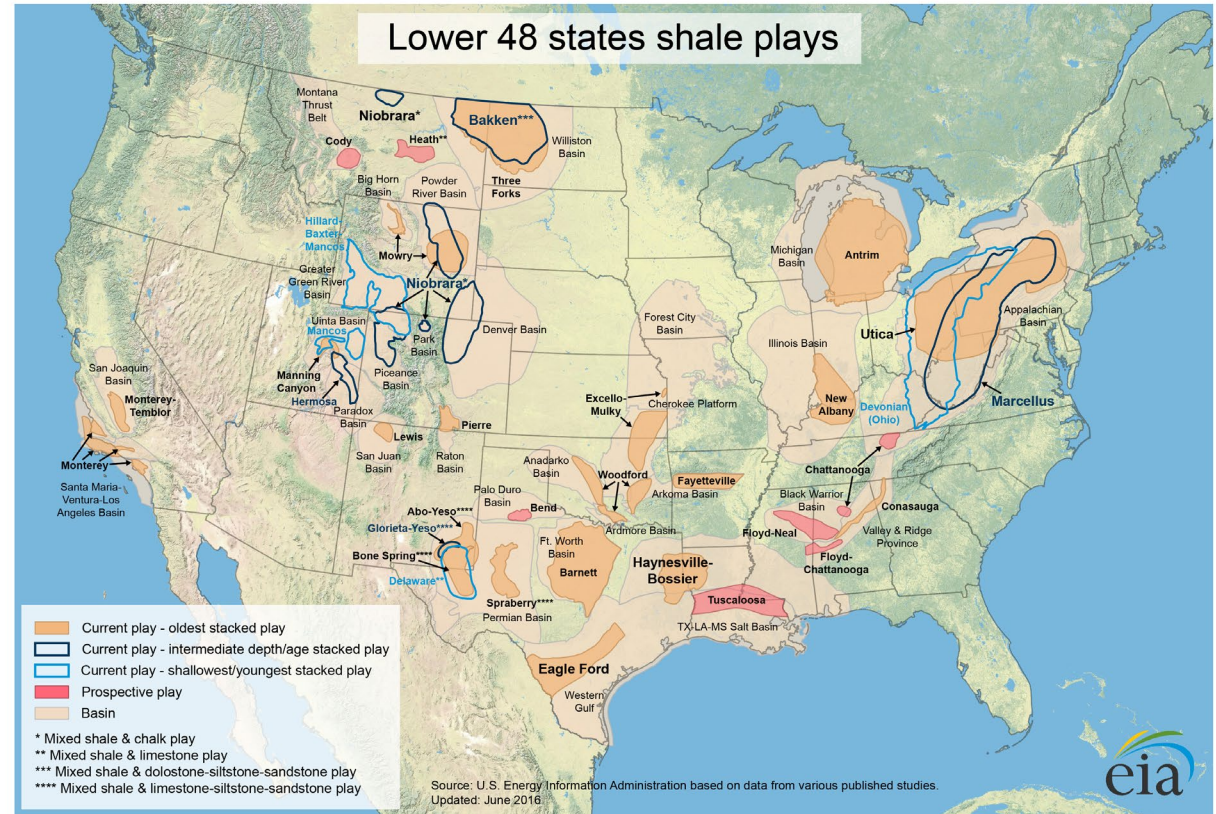 Lower 48 states shale plays
Montana
Thrust
Belt
Niobrara*
Bakken***
Cody
Heath**
Williston
Basin
Big Horn
Basin
Powder
River Basin
Three
Forks
Hillard-
Baxter-
Mancos
Mowry
Michigan
Basin
Antrim
Greater
Green River
Basin
Niobrara*
Appalachian
Basin
Uinta Basin
Mancos
Park
Basin
Denver Basin
Forest City
Basin
Illinois Basin
Utica
San Joaquin
Basin
Manning
Canyon
Piceance
Basin
Hermosa
Monterey-
Temblor
Paradox
Basin
Excello-
Mulky
Cherokee Platform
New
Albany
Devonian
(Ohio)
Marcellus
Lewis
Pierre
Monterey
San Juan
Basin
Raton
Basin
Anadarko
Basin
Woodford
Fayetteville
Chattanooga
Santa Maria-
Ventura-Los
Angeles Basin
Palo Duro
Basin
Arkoma Basin
Black Warrior
Basin
Abo-Yeso****
Bend
Conasauga
Glorieta-Yeso****
Ardmore Basin
Floyd-Neal
Valley & Ridge
Province
Bone Spring****
Ft. Worth
Basin
Haynesville-
Bossier
Floyd-
Chattanooga
Delaware**
Barnett
Spraberry****
Permian Basin
Tuscaloosa
TX-LA-MS Salt Basin
Eagle Ford
Western
Gulf
Current play - oldest stacked play
Current play - intermediate depth/age stacked play
Current play - shallowest/youngest stacked play
Prospective play
Basin
* Mixed shale & chalk play
** Mixed shale & limestone play
*** Mixed shale & dolostone-siltstone-sandstone play
**** Mixed shale & limestone-siltstone-sandstone play
Source: U.S. Energy Information Administration based on data from various published studies.
Updated: June 2016
eia